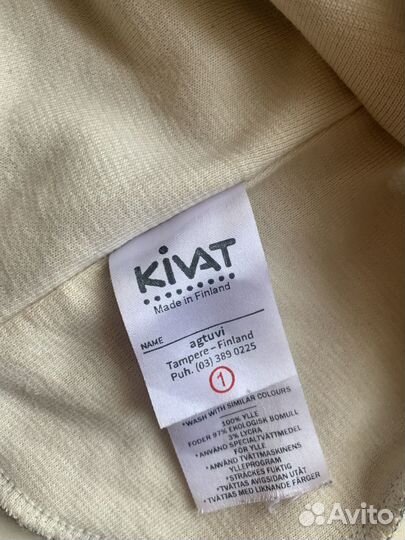 KIVAT
Made in Finland
NAME
agtuvi
Tampere – Finland
Puh. (03) 389 0225
1
*WASH WITH SIMILAR COLOURS
100% YLLE
FODER 97% EKOLOGISK BOMULL
3% LYCRA
* ANVÄND SPECIALTVÄTTMEDEL
FÖR YLLE
* ANVÄND TVÄTTMASKINENS
YLLEPROGRAM
*STRÄCKES FUKTIG
*TVÄTTAS AVIGSIDAN UTÅT
*TVÄTTAS MED LIKNANDE FÄRGER
Avito